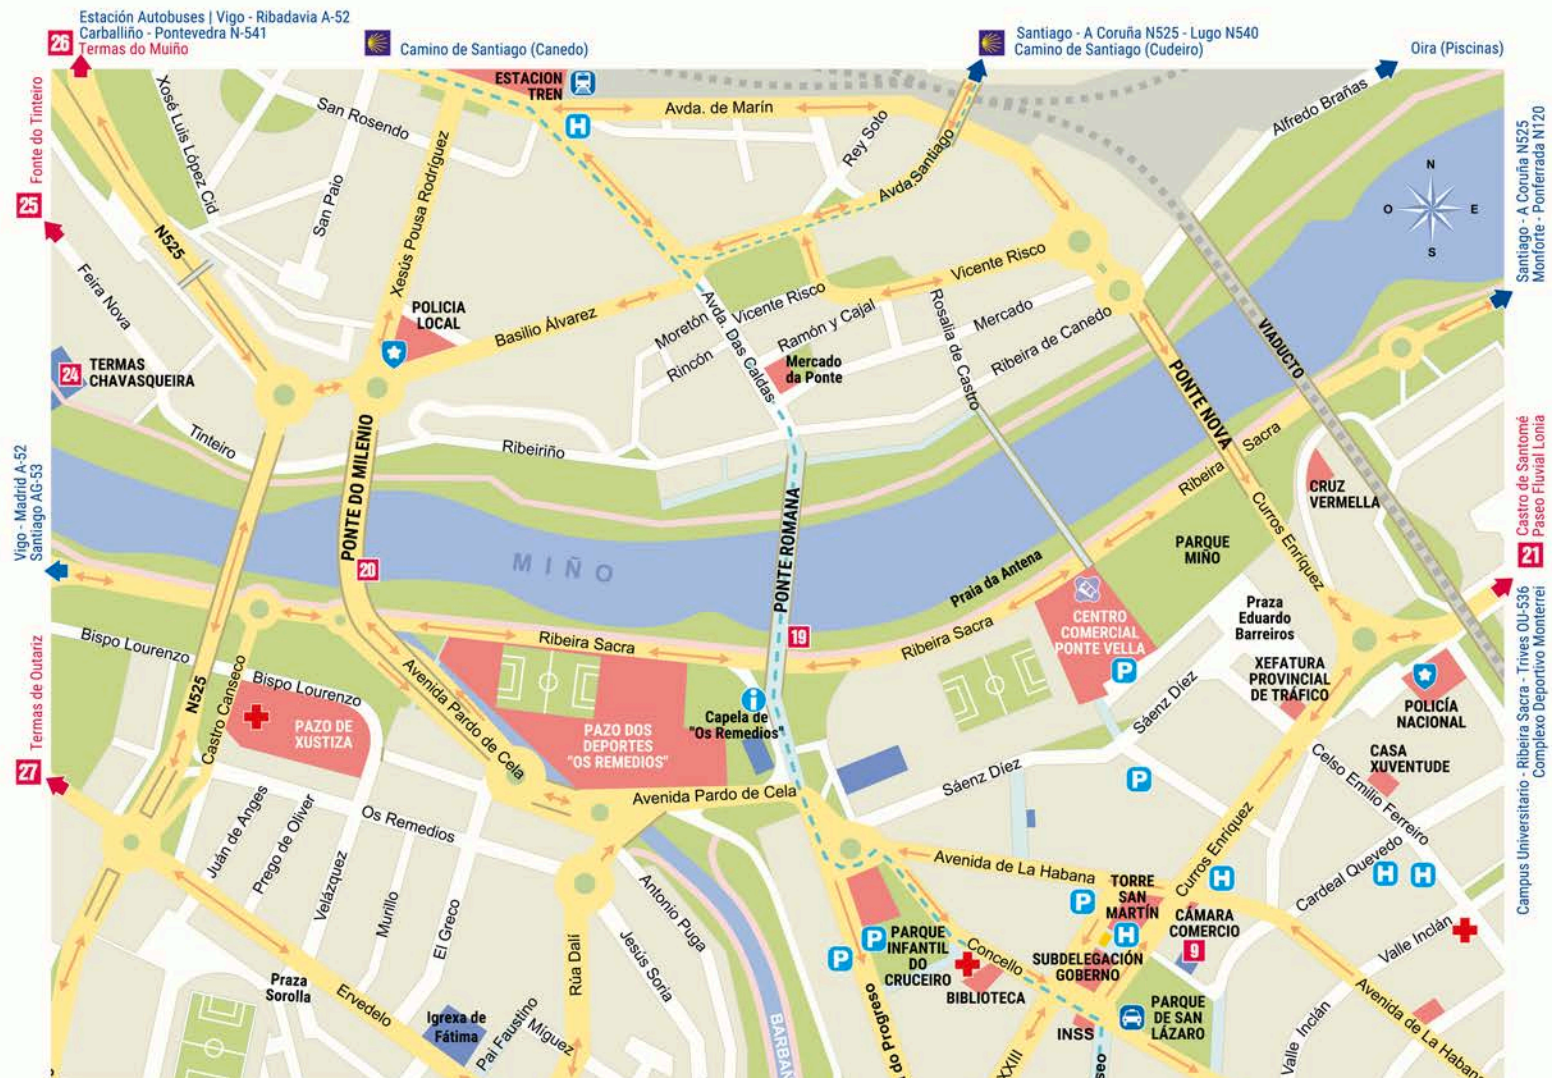 26
Estación Autobuses | Vigo - Ribadavia A-52
Carballiño - Pontevedra N-541
Termas do Muiño
Camino de Santiago (Canedo)
Santiago - A Coruña N525 - Lugo N540
Camino de Santiago (Cudeiro)
Oira (Piscinas)
Fonte do Tinteiro
25
Xosé Luis López Cid
San Rosendo
ESTACION
TREN
H
Avda. de Marín
Rey Soto
Alfredo Brañas
Santiago - A Coruña N525
Monforte - Ponferrada N120
N
O
E
S
San Paio
Xesús Pousa Rodríguez
Avda.Santiago
N525
Feira Nova
POLICIA
LOCAL
Basilio Álvarez
Vicente Risco
Vicente Risco
Moretón
Rincón
Avda. Das Caldas
Ramón y Cajal
Rosalia de Castro
Mercado
Ribeira de Canedo
Mercado
da Ponte
VIADUCTO
PONTE NOVA
24
TERMAS
CHAVASQUEIRA
Tinteiro
Ribeiriño
PONTE DO MILENIO
20
PONTE ROMANA
MIÑO
19
Ribeira Sacra
CRUZ
VERMELLA
Curros Enríquez
PARQUE
MIÑO
Praia da Antena
Castro de Santomé
Paseo Fluvial Lonia
21
Vigo - Madrid A-52
Santiago AG-53
Termas de Outariz
27
Bispo Lourenzo
Bispo Lourenzo
N525
Castro Canseco
PAZO DE
XUSTIZA
Avenida Pardo de Cela
Ribeira Sacra
Ribeira Sacra
PAZO DOS
DEPORTES
"OS REMEDIOS"
Capela de
"Os Remedios"
i
CENTRO
COMERCIAL
PONTE VELLA
P
Praza
Eduardo
Barreiros
XEFATURA
PROVINCIAL
DE TRÁFICO
POLICÍA
NACIONAL
CASA
XUVENTUDE
Campus Universitario - Ribeira Sacra - Trives OU-536
Complexo Deportivo Monterrei
Sáenz Díez
Sáenz Díez
P
Celso Emilio Ferreiro
Avenida Pardo de Cela
Os Remedios
Juán de Anges
Prego de Oliver
Velázquez
Murillo
El Greco
Antonio Puga
Jesús Soria
Rúa Dalí
Avenida de La Habana
Curros Enríquez
H
Cardeal Quevedo
H
H
P
TORRE
SAN
MARTÍN
CÁMARA
COMERCIO
9
H
Valle Inclán
SUBDELEGACIÓN
GOBERNO
Concello
P
P
PARQUE
INFANTIL
DO
CRUCEIRO
BIBLIOTECA
INSS
PARQUE
DE SAN
LÁZARO
Valle Inclán
Avenida de La Habana
Praza
Sorolla
Ervedelo
Igrexa de
Fátima
Pai Faustino
Míguez
BARBAN
do Progreso
XXIII
seo